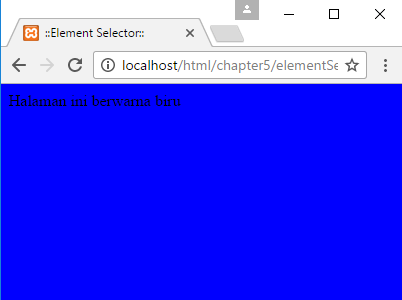 ::Element Selector::
localhost/html/chapter5/elementSe
Halaman ini berwarna biru